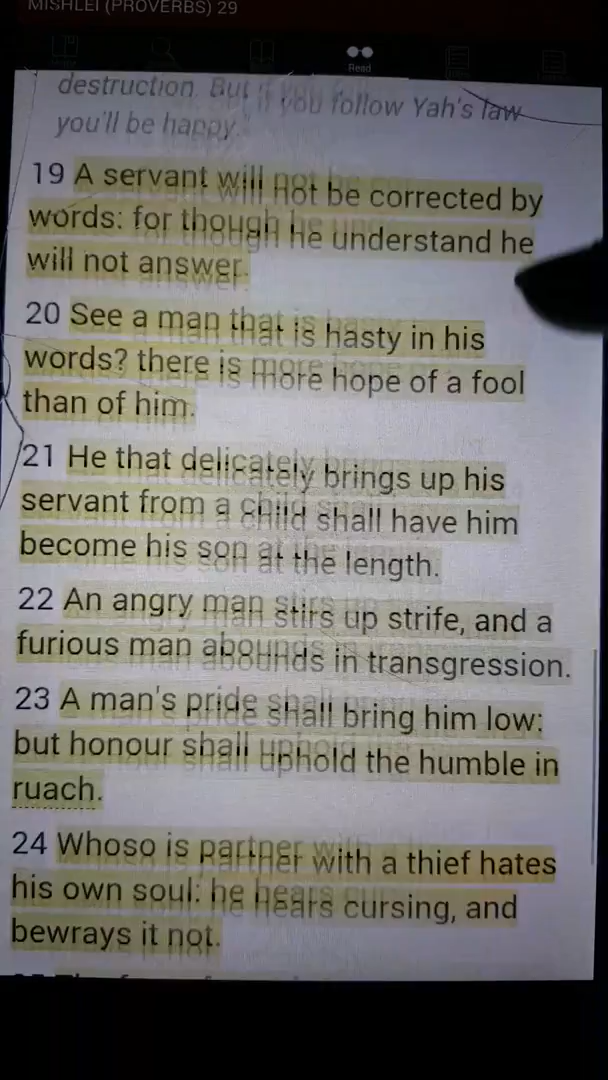 MISHLEI (PROVERBS) 29
Read
destruction. But if you follow Yah's law
you'll be happy.
19 A servant will not be corrected by
words: for though he understand he
will not answer.
20 See a man that is hasty in his
words? there is more hope of a fool
than of him.
21 He that delicately brings up his
servant from a child shall have him
become his son at the length.
22 An angry man stirs up strife, and a
furious man abounds in transgression.
23 A man's pride shall bring him low:
but honour shall uphold the humble in
ruach.
24 Whoso is partner with a thief hates
his own soul: he hears cursing, and
bewrays it not.